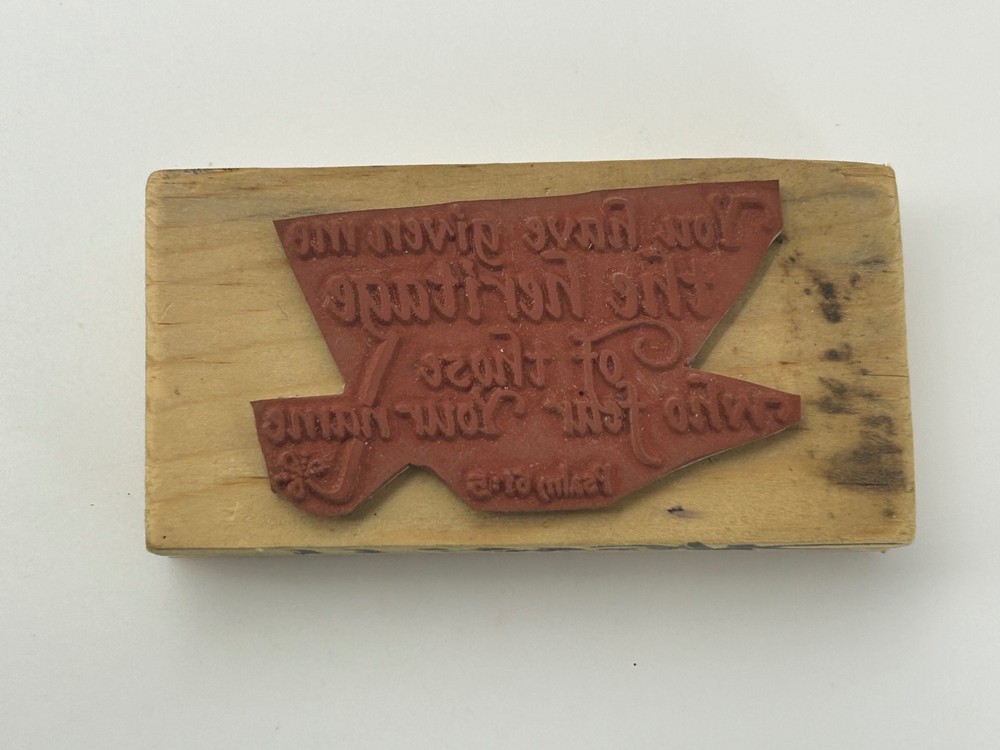 You have given me
the heritage
of those
who fear Your name
Psalm 61:5